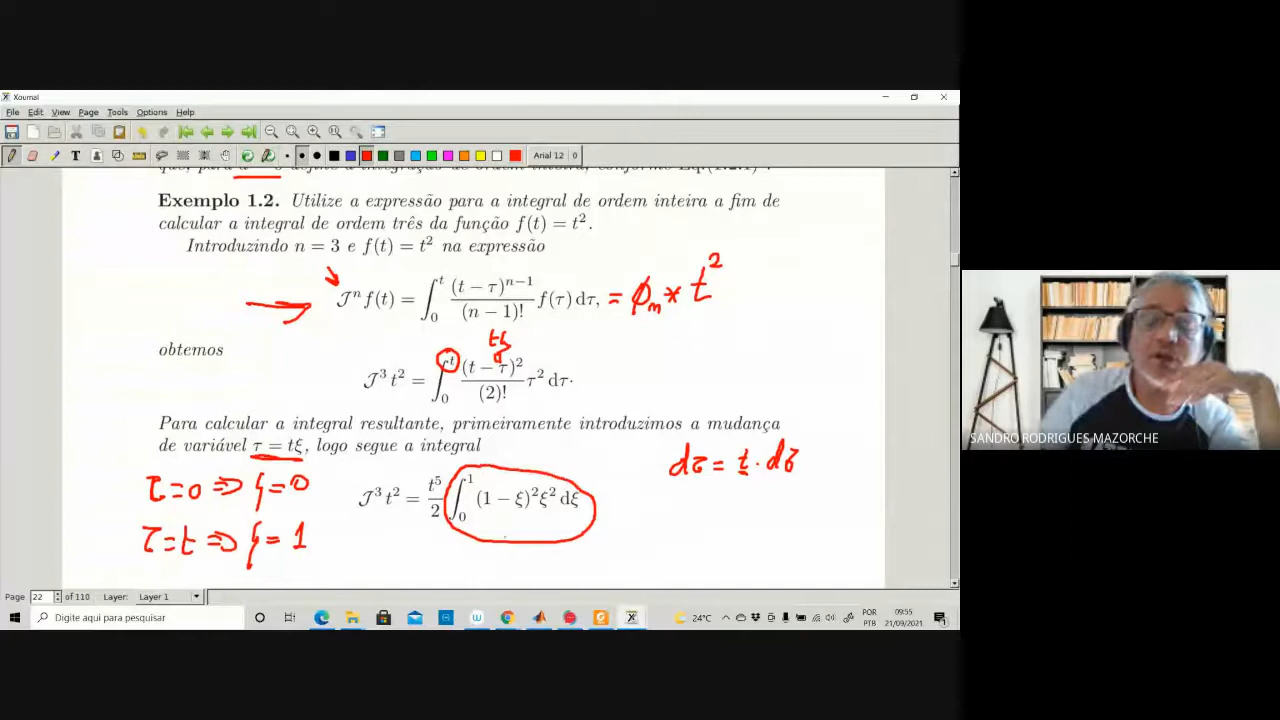 Xournal
File Edit View Page Tools Options Help
Arial 12 0
Exemplo 1.2. Utilize a expressão para a integral de ordem inteira a fim de
calcular a integral de ordem três da função f(t) = t².
Introduzindo n = 3 e f(t) = t² na expressão
𝒥ⁿ f(t) = ∫₀ᵗ (t − τ)ⁿ⁻¹/(n − 1)! f(τ) dτ, = ϕₙ * t²
obtemos
tξ
𝒥³ t² = ∫₀ᵗ (t − τ)²/(2)! τ² dτ·
Para calcular a integral resultante, primeiramente introduzimos a mudança
de variável τ = tξ, logo segue a integral
dτ = t · dξ
τ=0 ⇒ ξ=0
𝒥³ t² = t⁵/2 ∫₀¹ (1 − ξ)² ξ² dξ
τ=t ⇒ ξ=1
SANDRO RODRIGUES MAZORCHE
Page 22 of 110 Layer: Layer 1
Digite aqui para pesquisar
24°C
POR
PTB
09:55
21/09/2021